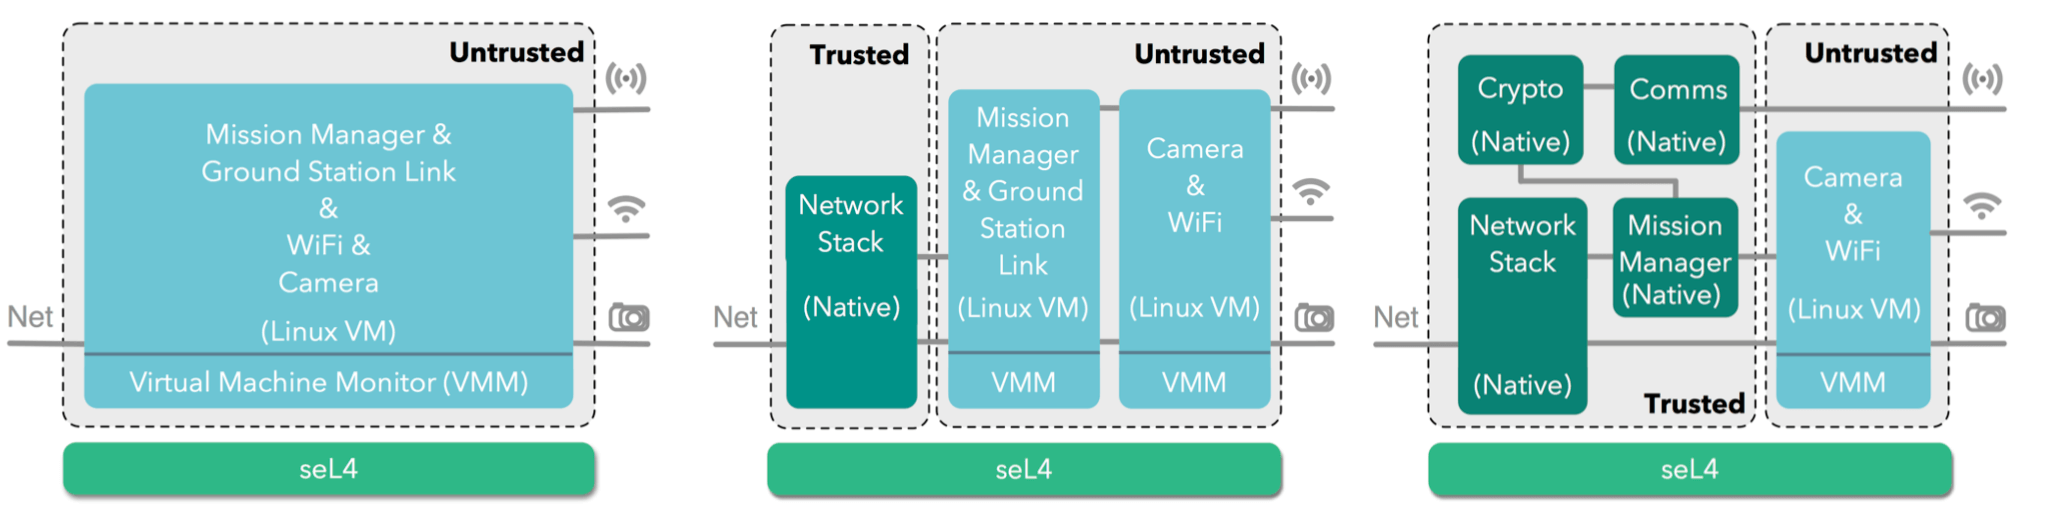 Untrusted
Mission Manager &
Ground Station Link
&
WiFi &
Camera
(Linux VM)
Virtual Machine Monitor (VMM)
Net
seL4
Trusted
Untrusted
Network
Stack
(Native)
Mission
Manager
& Ground
Station
Link
(Linux VM)
VMM
Camera
&
WiFi
(Linux VM)
VMM
Net
seL4
Untrusted
Crypto
(Native)
Comms
(Native)
Network
Stack
(Native)
Mission
Manager
(Native)
Trusted
Camera
&
WiFi
(Linux VM)
VMM
Net
seL4